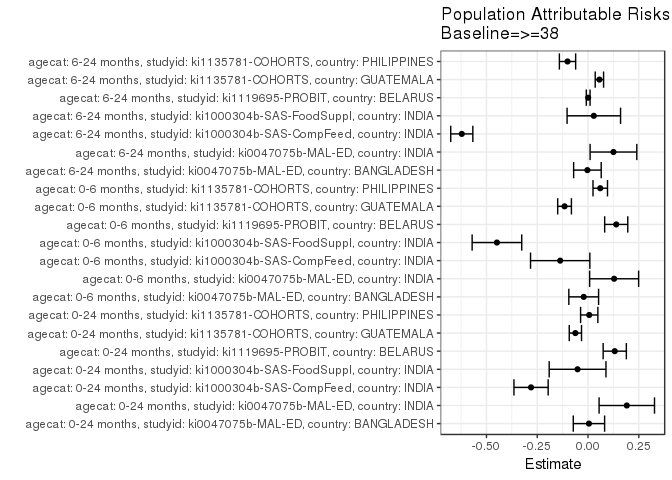 Population Attributable Risks
Baseline=>=38
agecat: 6-24 months, studyid: ki1135781-COHORTS, country: PHILIPPINES
agecat: 6-24 months, studyid: ki1135781-COHORTS, country: GUATEMALA
agecat: 6-24 months, studyid: ki1119695-PROBIT, country: BELARUS
agecat: 6-24 months, studyid: ki1000304b-SAS-FoodSuppl, country: INDIA
agecat: 6-24 months, studyid: ki1000304b-SAS-CompFeed, country: INDIA
agecat: 6-24 months, studyid: ki0047075b-MAL-ED, country: INDIA
agecat: 6-24 months, studyid: ki0047075b-MAL-ED, country: BANGLADESH
agecat: 0-6 months, studyid: ki1135781-COHORTS, country: PHILIPPINES
agecat: 0-6 months, studyid: ki1135781-COHORTS, country: GUATEMALA
agecat: 0-6 months, studyid: ki1119695-PROBIT, country: BELARUS
agecat: 0-6 months, studyid: ki1000304b-SAS-FoodSuppl, country: INDIA
agecat: 0-6 months, studyid: ki1000304b-SAS-CompFeed, country: INDIA
agecat: 0-6 months, studyid: ki0047075b-MAL-ED, country: INDIA
agecat: 0-6 months, studyid: ki0047075b-MAL-ED, country: BANGLADESH
agecat: 0-24 months, studyid: ki1135781-COHORTS, country: PHILIPPINES
agecat: 0-24 months, studyid: ki1135781-COHORTS, country: GUATEMALA
agecat: 0-24 months, studyid: ki1119695-PROBIT, country: BELARUS
agecat: 0-24 months, studyid: ki1000304b-SAS-FoodSuppl, country: INDIA
agecat: 0-24 months, studyid: ki1000304b-SAS-CompFeed, country: INDIA
agecat: 0-24 months, studyid: ki0047075b-MAL-ED, country: INDIA
agecat: 0-24 months, studyid: ki0047075b-MAL-ED, country: BANGLADESH
-0.50 -0.25 0.00 0.25
Estimate